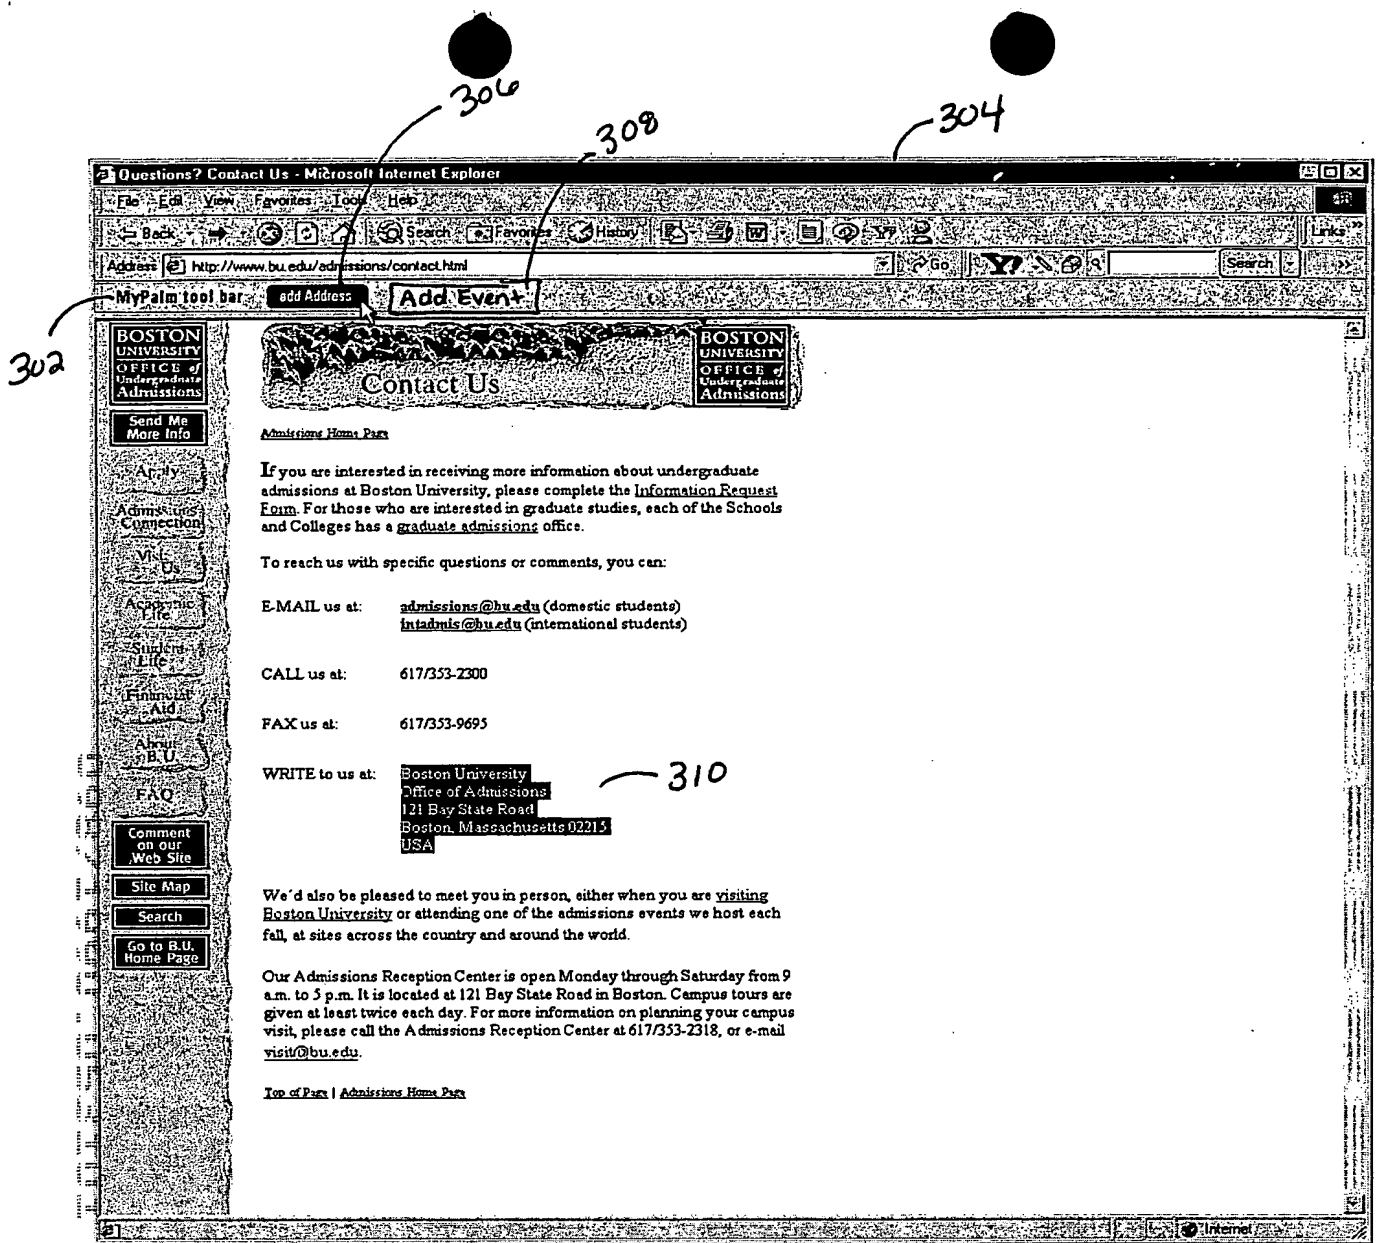 306
308
304
Questions? Contact Us - Microsoft Internet Explorer
File Edit View Favorites Tools Help
Back Search Favorites History Links
Address http://www.bu.edu/admissions/contact.html Go Y! Search
MyPalm tool bar add Address Add Event
302
BOSTON
UNIVERSITY
OFFICE of
Undergraduate
Admissions
Contact Us
BOSTON
UNIVERSITY
OFFICE of
Undergraduate
Admissions
Send Me
More Info
Apply
Admissions
Connection
Visit
Us
Academic
Life
Student
Life
Financial
Aid
About
B.U.
FAQ
Comment
on our
Web Site
Site Map
Search
Go to B.U.
Home Page
Admissions Home Page
If you are interested in receiving more information about undergraduate
admissions at Boston University, please complete the Information Request
Form. For those who are interested in graduate studies, each of the Schools
and Colleges has a graduate admissions office.
To reach us with specific questions or comments, you can:
E-MAIL us at: admissions@bu.edu (domestic students)
intadmis@bu.edu (international students)
CALL us at: 617/353-2300
FAX us at: 617/353-9695
WRITE to us at: Boston University
Office of Admissions
121 Bay State Road
Boston, Massachusetts 02215
USA
310
We'd also be pleased to meet you in person, either when you are visiting
Boston University or attending one of the admissions events we host each
fall, at sites across the country and around the world.
Our Admissions Reception Center is open Monday through Saturday from 9
a.m. to 5 p.m. It is located at 121 Bay State Road in Boston. Campus tours are
given at least twice each day. For more information on planning your campus
visit, please call the Admissions Reception Center at 617/353-2318, or e-mail
visit@bu.edu.
Top of Page | Admissions Home Page
Internet